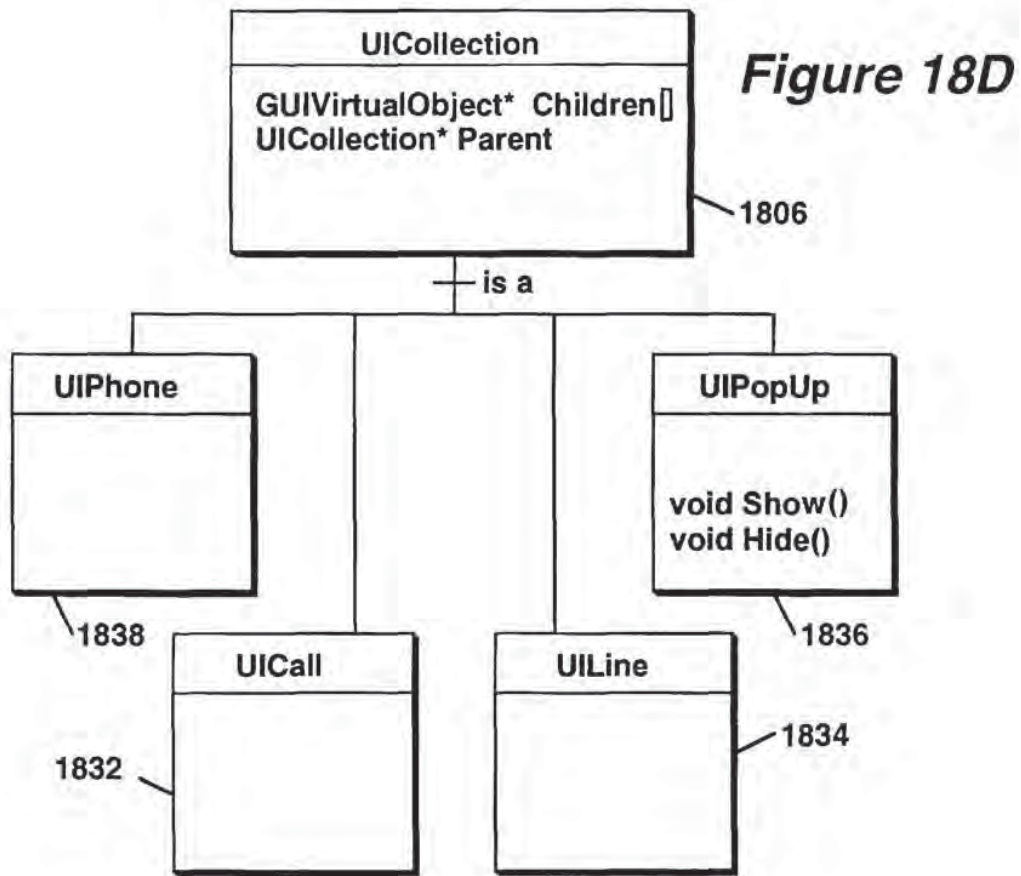 UICollection
Figure 18D
GUIVirtualObject* Children[]
UICollection* Parent
1806
is a
UIPhone
UIPopUp
void Show()
void Hide()
1838
1836
UICall
UILine
1834
1832